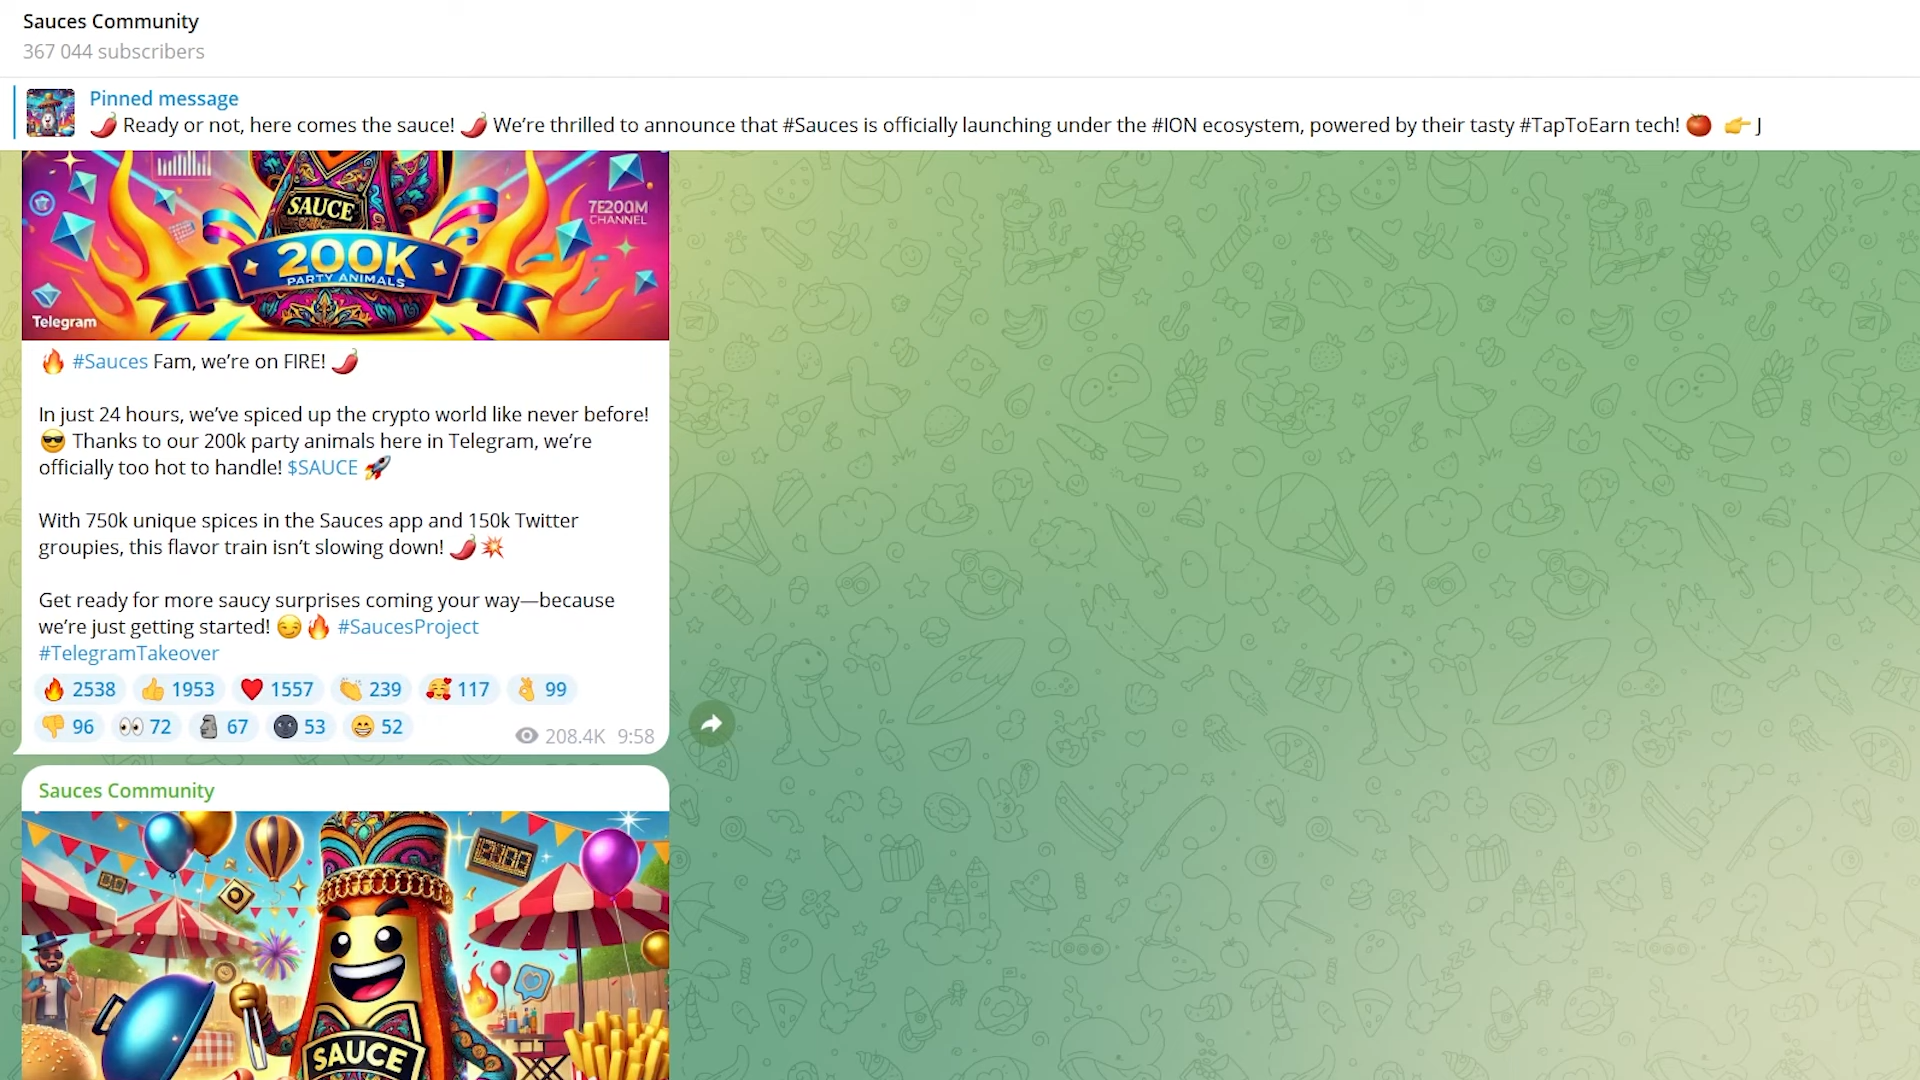 Sauces Community
367 044 subscribers
Pinned message
🌶️ Ready or not, here comes the sauce! 🌶️ We’re thrilled to announce that #Sauces is officially launching under the #ION ecosystem, powered by their tasty #TapToEarn tech! 🍅 👉 J
SAUCE
7E200M
CHANNEL
200K
PARTY ANIMALS
Telegram
🔥 #Sauces Fam, we’re on FIRE! 🌶️
In just 24 hours, we’ve spiced up the crypto world like never before!
😎 Thanks to our 200k party animals here in Telegram, we’re
officially too hot to handle! $SAUCE 🚀
With 750k unique spices in the Sauces app and 150k Twitter
groupies, this flavor train isn’t slowing down! 🌶️💥
Get ready for more saucy surprises coming your way—because
we’re just getting started! 😏🔥 #SaucesProject
#TelegramTakeover
🔥 2538 👍 1953 ❤️ 1557 👏 239 🥰 117 👌 99
👎 96 👀 72 🗿 67 🌚 53 😁 52
208.4K 9:58
Sauces Community
SAUCE